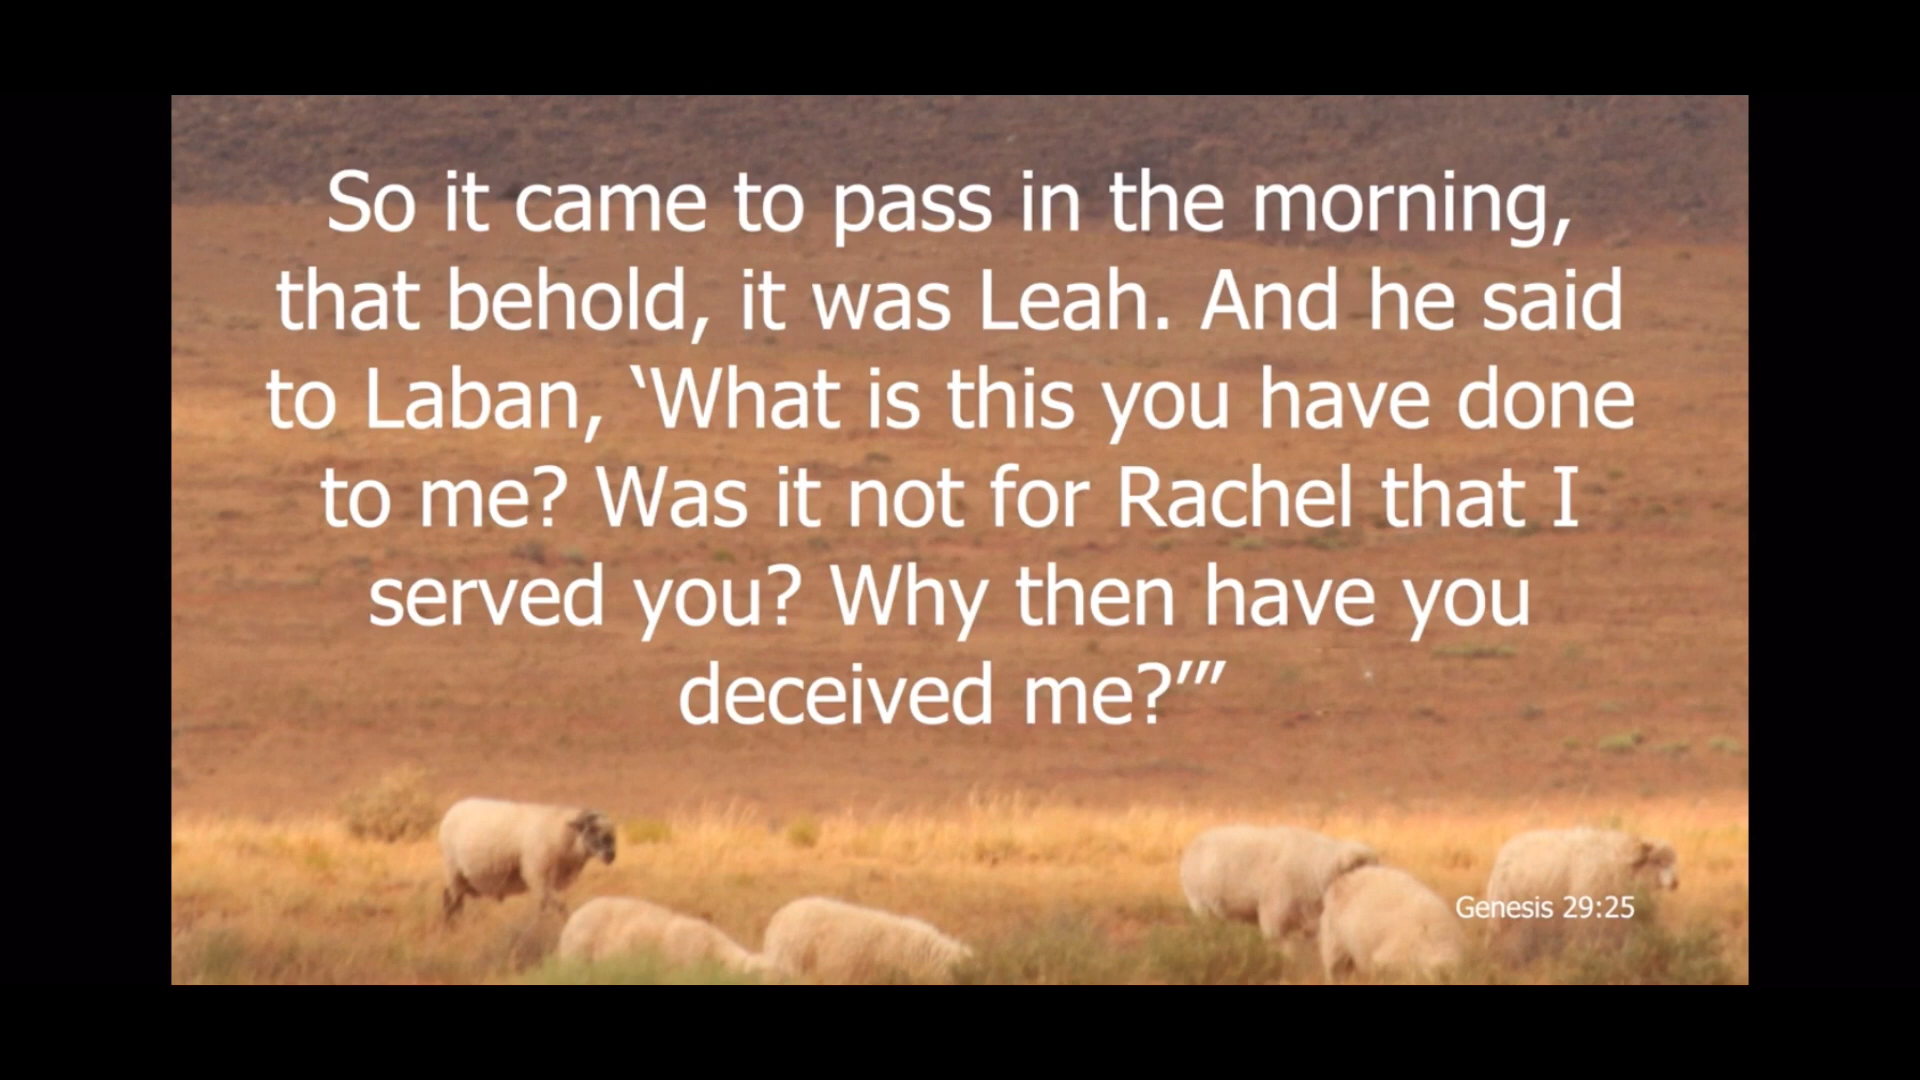 So it came to pass in the morning,
that behold, it was Leah. And he said
to Laban, ‘What is this you have done
to me? Was it not for Rachel that I
served you? Why then have you
deceived me?’”
Genesis 29:25